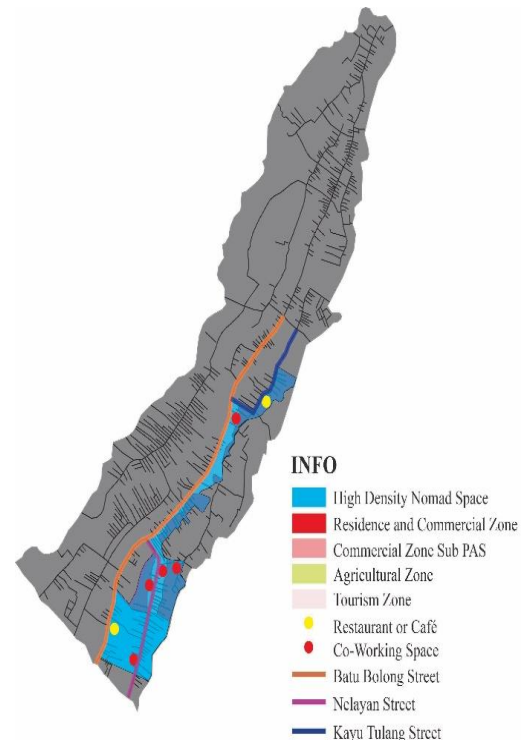 INFO
High Density Nomad Space
Residence and Commercial Zone
Commercial Zone Sub PAS
Agricultural Zone
Tourism Zone
Restaurant or Café
Co-Working Space
Batu Bolong Street
Nelayan Street
Kayu Tulang Street